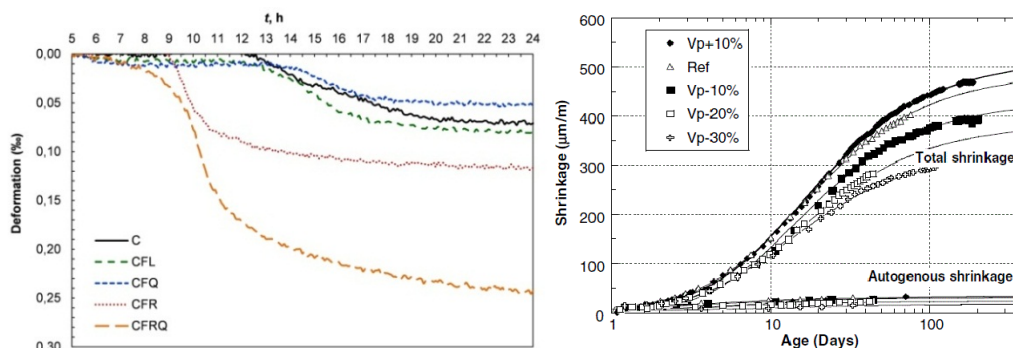 t, h
5 6 7 8 9 10 11 12 13 14 15 16 17 18 19 20 21 22 23 24
0,00
0,05
0,10
0,15
0,20
0,25
0,30
Deformation (‰)
C
CFL
CFQ
CFR
CFRQ
600
500
400
300
200
100
0
Shrinkage (μm/m)
Vp+10%
Ref
Vp-10%
Vp-20%
Vp-30%
Total shrinkage
Autogenous shrinkage
1 10 100
Age (Days)